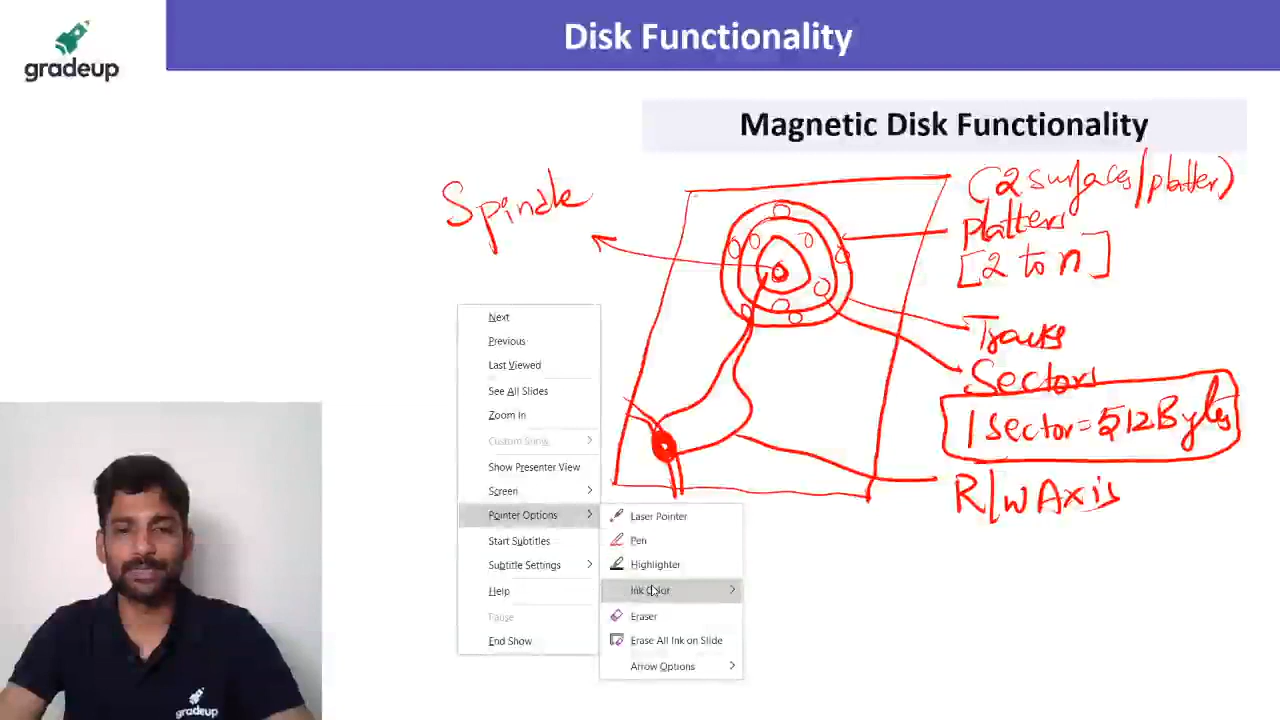 gradeup
Disk Functionality
Magnetic Disk Functionality
Spindle
(2 surfaces/platter)
platters
[2 to n]
Tracks
Sectors
1 Sector=512Bytes
R/W Axis
Next
Previous
Last Viewed
See All Slides
Zoom In
Custom Show
Show Presenter View
Screen
Pointer Options
Start Subtitles
Subtitle Settings
Help
Pause
End Show
Laser Pointer
Pen
Highlighter
Ink Color
Eraser
Erase All Ink on Slide
Arrow Options
gradeup